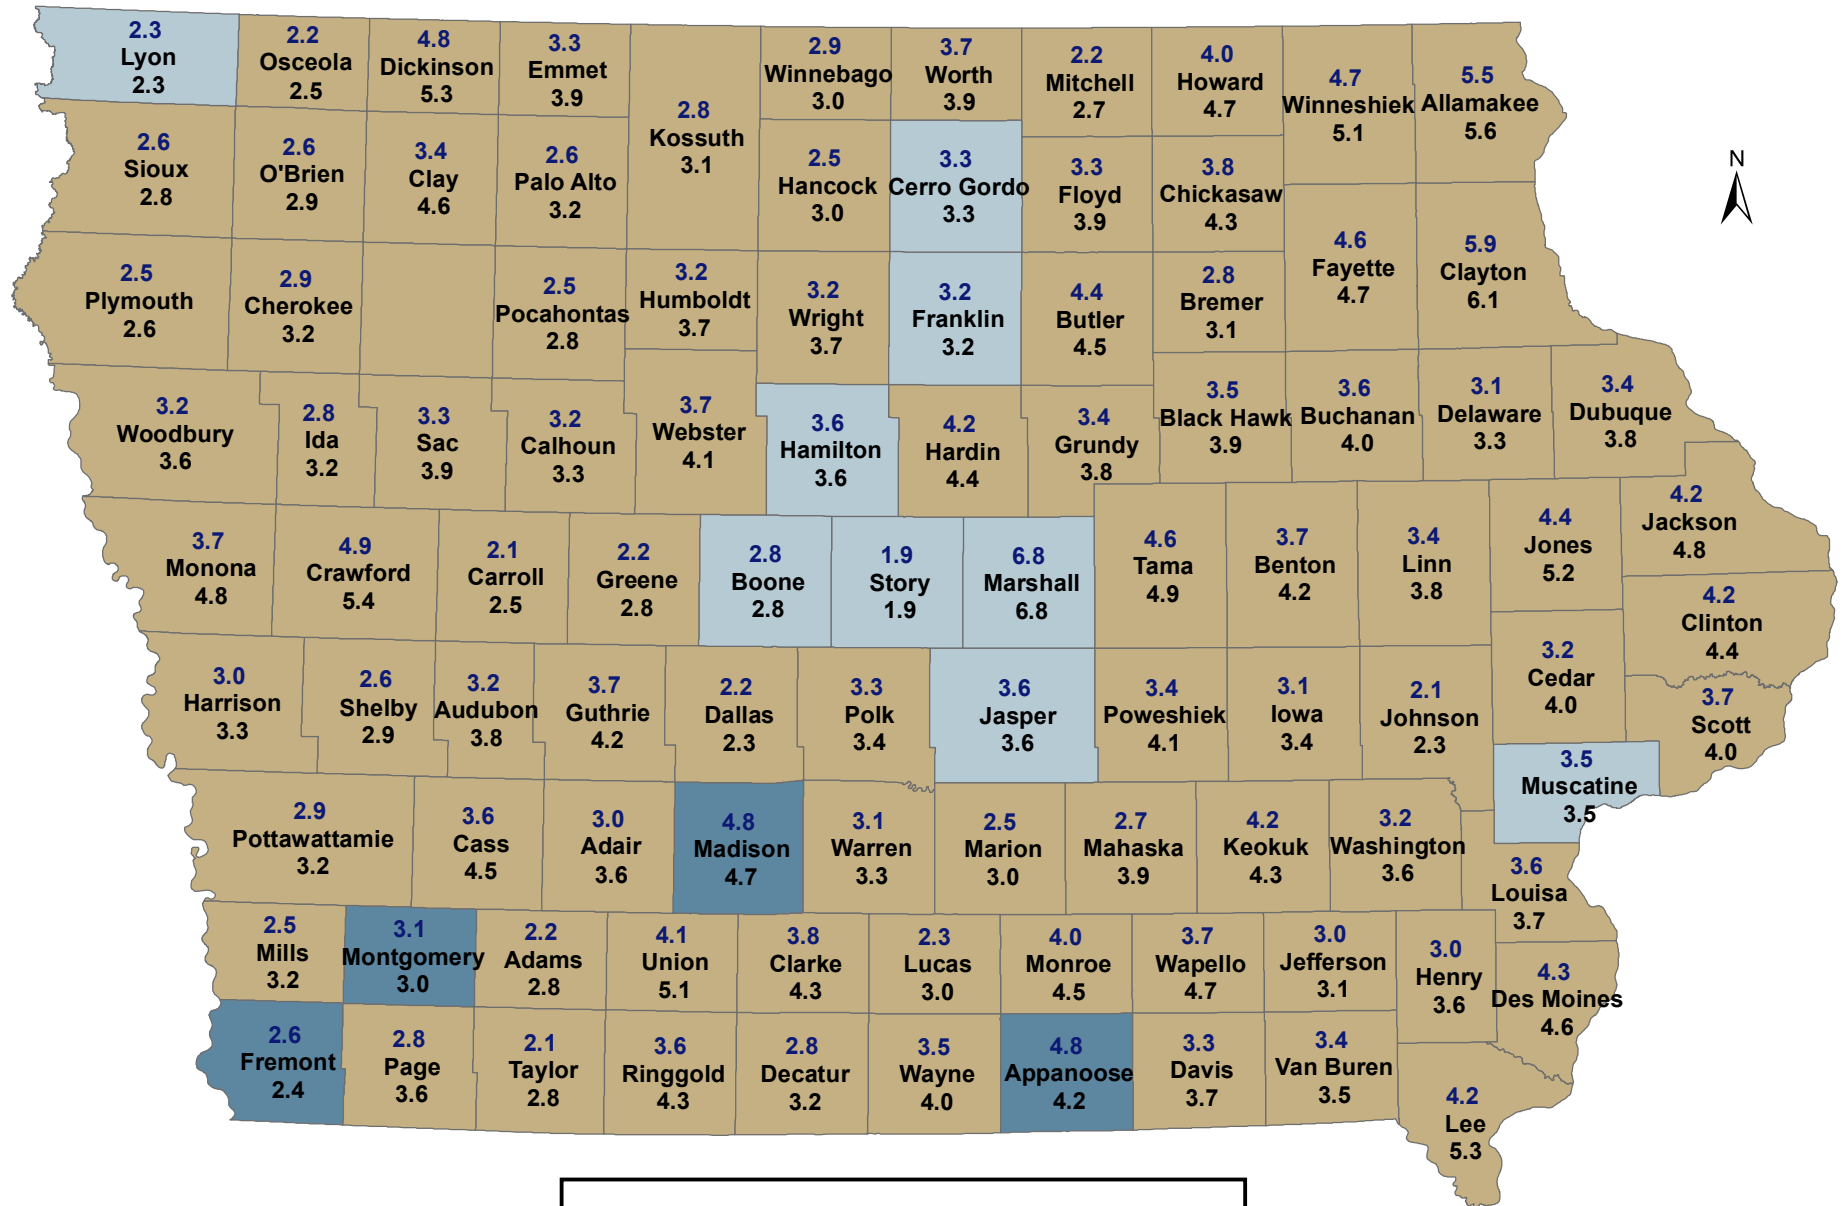 2.3
Lyon
2.3
2.2
Osceola
2.5
4.8
Dickinson
5.3
3.3
Emmet
3.9
2.8
Kossuth
3.1
2.9
Winnebago
3.0
3.7
Worth
3.9
2.2
Mitchell
2.7
4.0
Howard
4.7
4.7
Winneshiek
5.1
5.5
Allamakee
5.6
N
2.6
Sioux
2.8
2.6
O'Brien
2.9
3.4
Clay
4.6
2.6
Palo Alto
3.2
2.5
Hancock
3.0
3.3
Cerro Gordo
3.3
3.3
Floyd
3.9
3.8
Chickasaw
4.3
4.6
Fayette
4.7
5.9
Clayton
6.1
2.5
Plymouth
2.6
2.9
Cherokee
3.2
2.5
Pocahontas
2.8
3.2
Humboldt
3.7
3.2
Wright
3.7
3.2
Franklin
3.2
4.4
Butler
4.5
2.8
Bremer
3.1
3.2
Woodbury
3.6
2.8
Ida
3.2
3.3
Sac
3.9
3.2
Calhoun
3.3
3.7
Webster
4.1
3.6
Hamilton
3.6
4.2
Hardin
4.4
3.4
Grundy
3.8
3.5
Black Hawk
3.9
3.6
Buchanan
4.0
3.1
Delaware
3.3
3.4
Dubuque
3.8
3.7
Monona
4.8
4.9
Crawford
5.4
2.1
Carroll
2.5
2.2
Greene
2.8
2.8
Boone
2.8
1.9
Story
1.9
6.8
Marshall
6.8
4.6
Tama
4.9
3.7
Benton
4.2
3.4
Linn
3.8
4.4
Jones
5.2
4.2
Jackson
4.8
4.2
Clinton
4.4
3.0
Harrison
3.3
2.6
Shelby
2.9
3.2
Audubon
3.8
3.7
Guthrie
4.2
2.2
Dallas
2.3
3.3
Polk
3.4
3.6
Jasper
3.6
3.4
Poweshiek
4.1
3.1
Iowa
3.4
2.1
Johnson
2.3
3.2
Cedar
4.0
3.7
Scott
4.0
3.5
Muscatine
3.5
2.9
Pottawattamie
3.2
3.6
Cass
4.5
3.0
Adair
3.6
4.8
Madison
4.7
3.1
Warren
3.3
2.5
Marion
3.0
2.7
Mahaska
3.9
4.2
Keokuk
4.3
3.2
Washington
3.6
3.6
Louisa
3.7
2.5
Mills
3.2
3.1
Montgomery
3.0
2.2
Adams
2.8
4.1
Union
5.1
3.8
Clarke
4.3
2.3
Lucas
3.0
4.0
Monroe
4.5
3.7
Wapello
4.7
3.0
Jefferson
3.1
3.0
Henry
3.6
4.3
Des Moines
4.6
2.6
Fremont
2.4
2.8
Page
3.6
2.1
Taylor
2.8
3.6
Ringgold
4.3
2.8
Decatur
3.2
3.5
Wayne
4.0
4.8
Appanoose
4.2
3.3
Davis
3.7
3.4
Van Buren
3.5
4.2
Lee
5.3